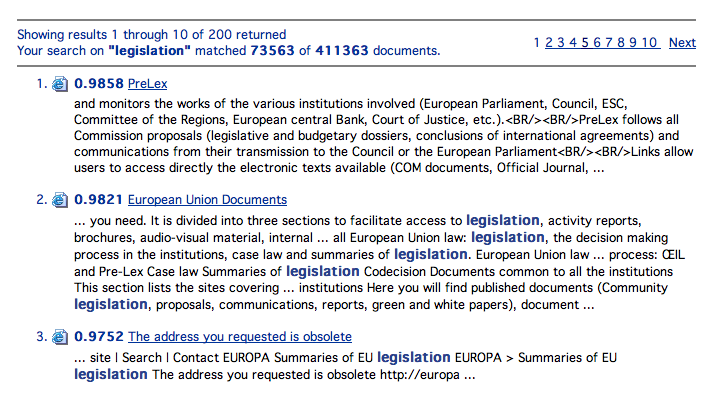 Showing results 1 through 10 of 200 returned
Your search on "legislation" matched 73563 of 411363 documents.
1 2 3 4 5 6 7 8 9 10 Next
1. 0.9858 PreLex
and monitors the works of the various institutions involved (European Parliament, Council, ESC,
Committee of the Regions, European central Bank, Court of Justice, etc.).<BR/><BR/>PreLex follows all
Commission proposals (legislative and budgetary dossiers, conclusions of international agreements) and
communications from their transmission to the Council or the European Parliament<BR/><BR/>Links allow
users to access directly the electronic texts available (COM documents, Official Journal, ...
2. 0.9821 European Union Documents
... you need. It is divided into three sections to facilitate access to legislation, activity reports,
brochures, audio-visual material, internal ... all European Union law: legislation, the decision making
process in the institutions, case law and summaries of legislation. European Union law ... process: ŒIL
and Pre-Lex Case law Summaries of legislation Codecision Documents common to all the institutions
This section lists the sites covering ... institutions Here you will find published documents (Community
legislation, proposals, communications, reports, green and white papers), document ...
3. 0.9752 The address you requested is obsolete
... site | Search | Contact EUROPA Summaries of EU legislation EUROPA > Summaries of EU
legislation The address you requested is obsolete http://europa ...